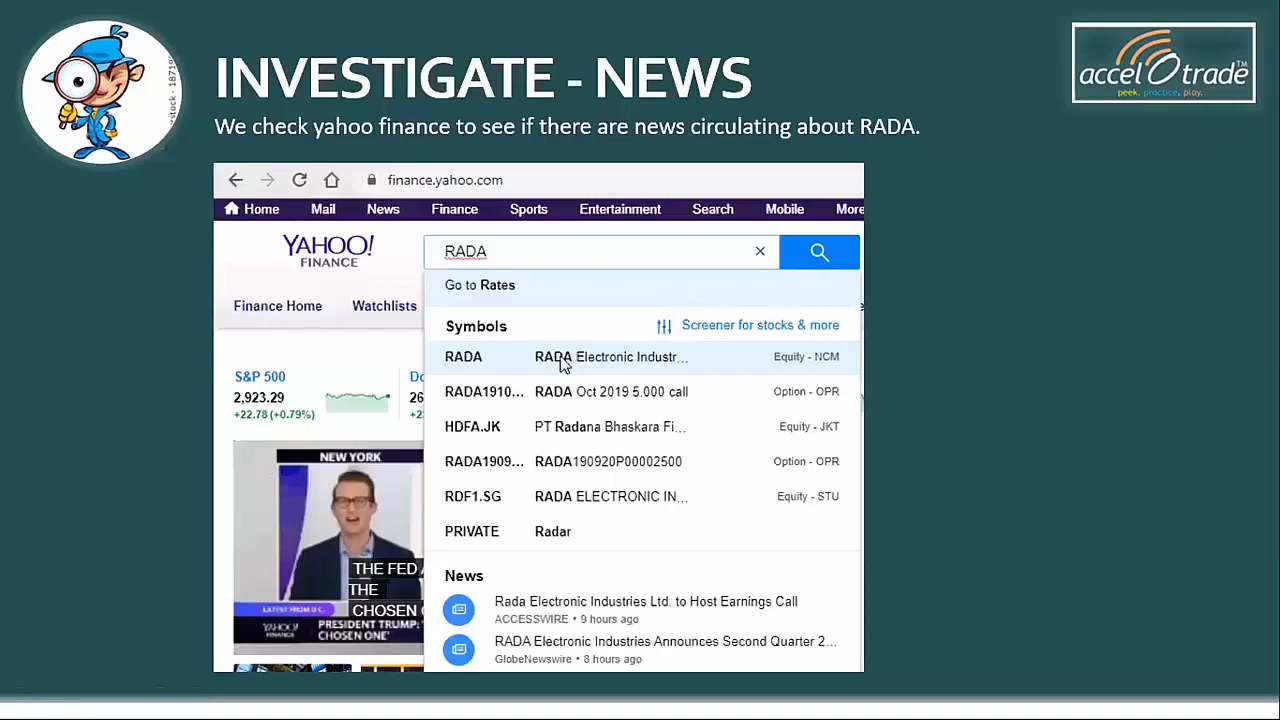 INVESTIGATE - NEWS
We check yahoo finance to see if there are news circulating about RADA.
accelOtrade™
peek. practice, play.
finance.yahoo.com
Home Mail News Finance Sports Entertainment Search Mobile More
YAHOO!
FINANCE
RADA
Go to Rates
Finance Home Watchlists
Symbols Screener for stocks & more
RADA RADA Electronic Industr... Equity - NCM
RADA1910... RADA Oct 2019 5.000 call Option - OPR
HDFA.JK PT Radana Bhaskara Fi... Equity - JKT
RADA1909... RADA190920P00002500 Option - OPR
RDF1.SG RADA ELECTRONIC IN... Equity - STU
PRIVATE Radar
S&P 500
2,923.29
+22.78 (+0.79%)
NEW YORK
THE FED
THE
CHOSEN
YAHOO!
FINANCE
PRESIDENT TRUMP:
CHOSEN ONE'
News
Rada Electronic Industries Ltd. to Host Earnings Call
ACCESSWIRE • 9 hours ago
RADA Electronic Industries Announces Second Quarter 2...
GlobeNewswire • 8 hours ago